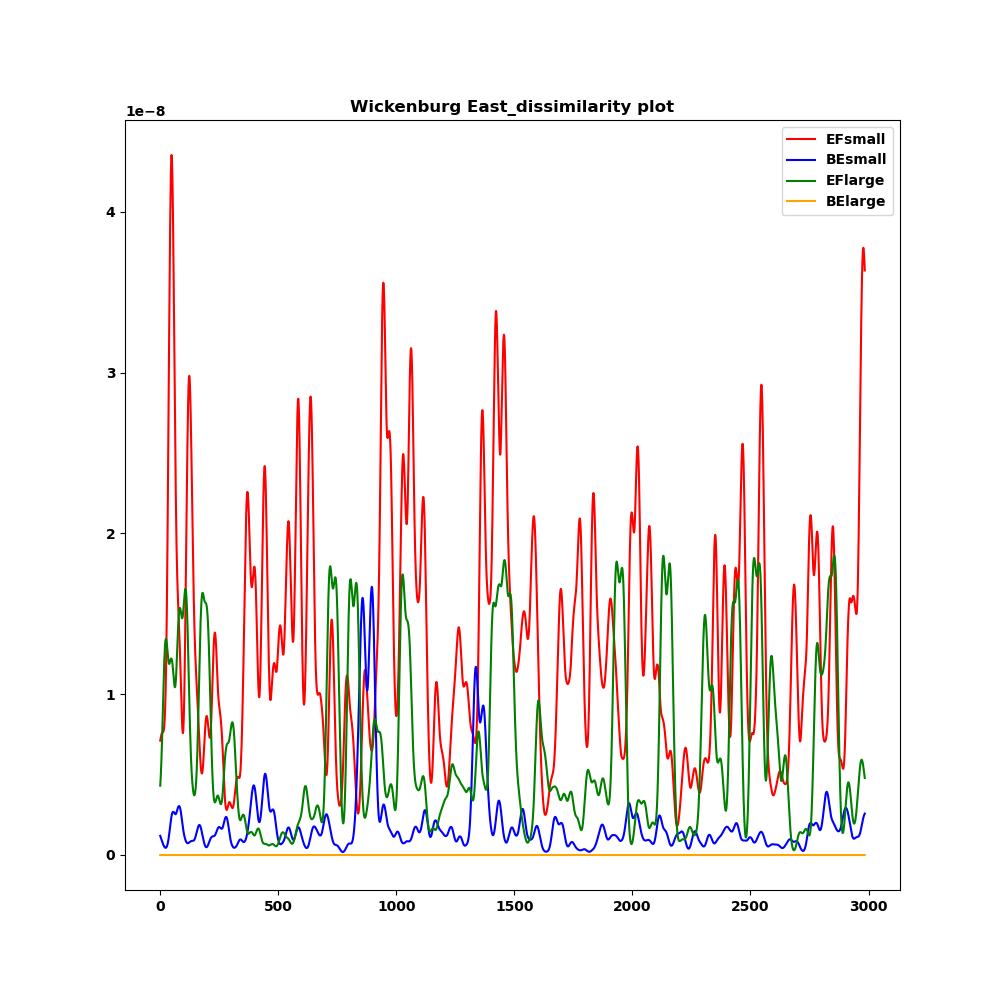 Wickenburg East_dissimilarity plot
1e−8
EFsmall
BEsmall
EFlarge
BElarge
4
3
2
1
0
0 500 1000 1500 2000 2500 3000